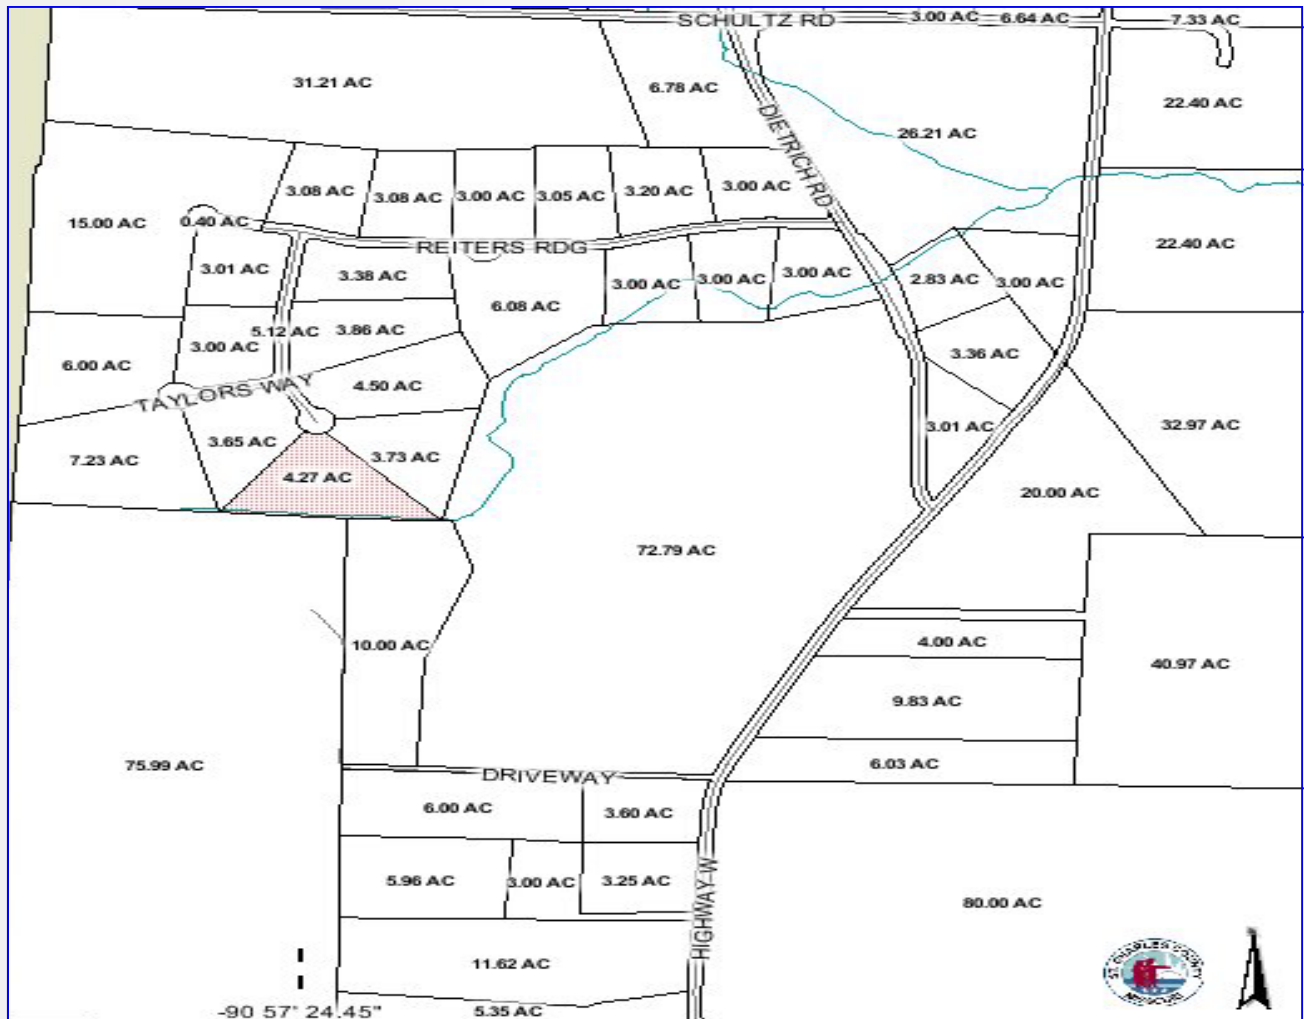 SCHULTZ RD
3.00 AC
6.64 AC
7.33 AC
31.21 AC
6.78 AC
22.40 AC
DIETRICH RD
26.21 AC
3.08 AC
3.08 AC
3.00 AC
3.05 AC
3.20 AC
3.00 AC
15.00 AC
0.40 AC
REITERS RDG
22.40 AC
3.01 AC
3.38 AC
6.08 AC
3.00 AC
3.00 AC
3.00 AC
2.83 AC
3.00 AC
5.12 AC
3.86 AC
3.00 AC
3.36 AC
6.00 AC
TAYLORS WAY
4.50 AC
3.01 AC
32.97 AC
3.65 AC
3.73 AC
7.23 AC
4.27 AC
20.00 AC
72.79 AC
10.00 AC
4.00 AC
40.97 AC
9.83 AC
75.99 AC
6.03 AC
DRIVEWAY
6.00 AC
3.60 AC
5.96 AC
3.00 AC
3.25 AC
HIGHWAY W
80.00 AC
11.62 AC
ST. CHARLES COUNTY
MISSOURI
-90 57' 24.45"
5.35 AC